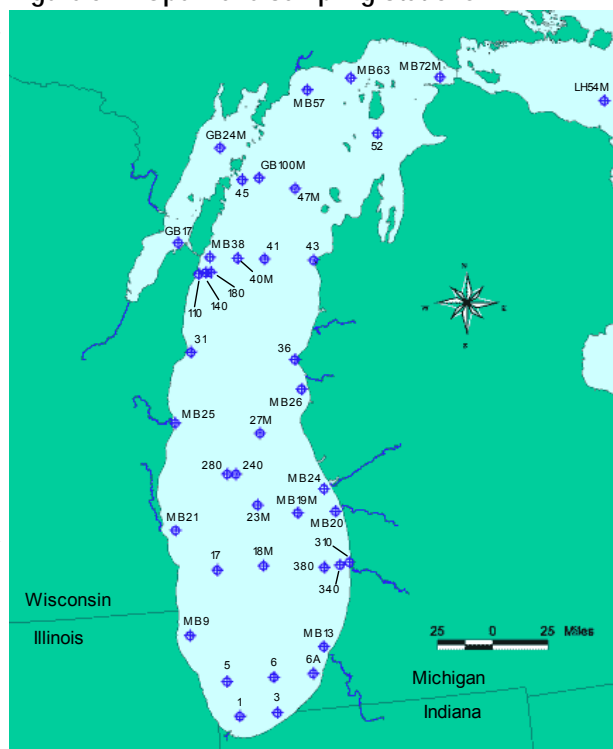 MB63
MB72M
LH54M
MB57
GB24M
52
GB100M
45
47M
GB17
MB38
41
43
40M
180
140
110
N
W
E
S
31
36
MB26
MB25
27M
280
240
MB24
MB19M
23M
MB20
MB21
310
18M
17
380
340
Wisconsin
Illinois
25 0 25 Miles
MB9
MB13
6A
6
5
Michigan
Indiana
1
3